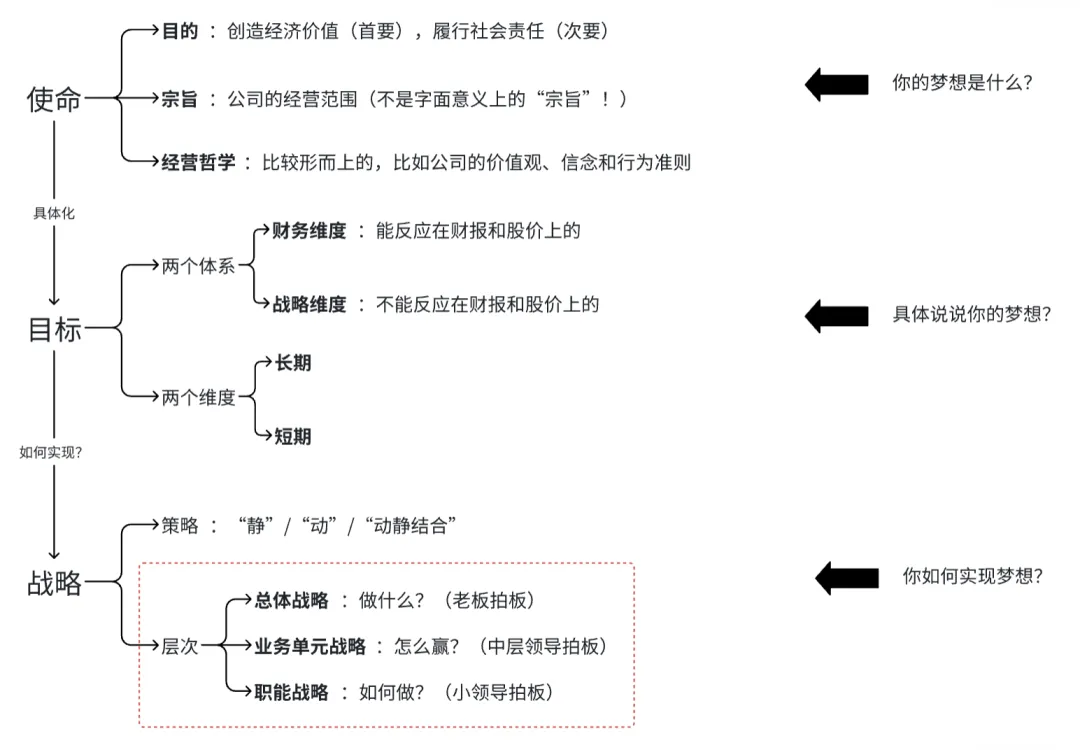 目的 ： 创造经济价值（首要），履行社会责任（次要）
使命
宗旨 ： 公司的经营范围（不是字面意义上的“宗旨”！）
你的梦想是什么？
经营哲学 ： 比较形而上的，比如公司的价值观、信念和行为准则
具体化
财务维度 ： 能反应在财报和股价上的
两个体系
战略维度 ： 不能反应在财报和股价上的
目标
具体说说你的梦想？
长期
两个维度
短期
如何实现？
策略 ： “静” / “动” / “动静结合”
战略
你如何实现梦想？
总体战略 ： 做什么？（老板拍板）
层次
业务单元战略 ： 怎么赢？（中层领导拍板）
职能战略 ： 如何做？（小领导拍板）